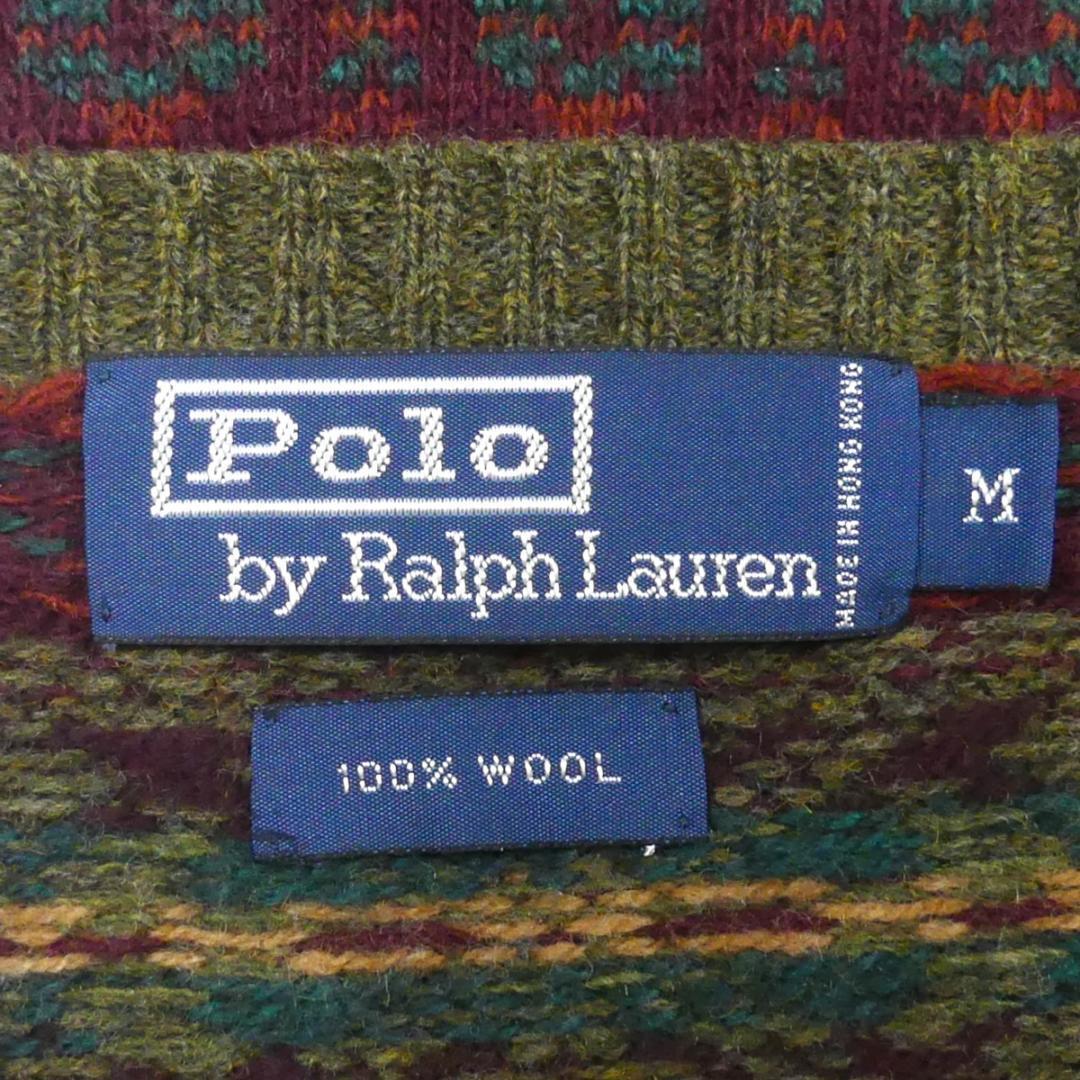 Polo
by Ralph Lauren
MADE IN HONG KONG
M
100% WOOL